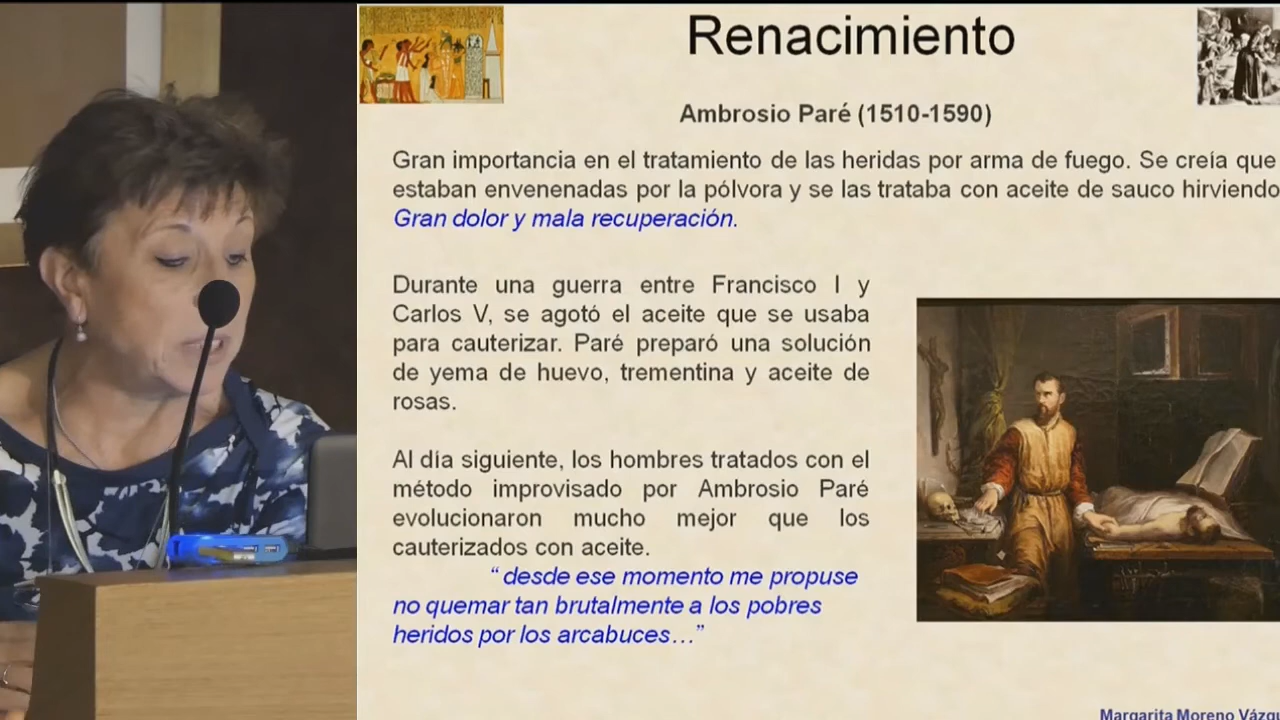 Renacimiento
Ambrosio Paré (1510-1590)
Gran importancia en el tratamiento de las heridas por arma de fuego. Se creía que
estaban envenenadas por la pólvora y se las trataba con aceite de sauco hirviendo
Gran dolor y mala recuperación.
Durante una guerra entre Francisco I y
Carlos V, se agotó el aceite que se usaba
para cauterizar. Paré preparó una solución
de yema de huevo, trementina y aceite de
rosas.
Al día siguiente, los hombres tratados con el
método improvisado por Ambrosio Paré
evolucionaron mucho mejor que los
cauterizados con aceite.
“ desde ese momento me propuse
no quemar tan brutalmente a los pobres
heridos por los arcabuces…”
Margarita Moreno